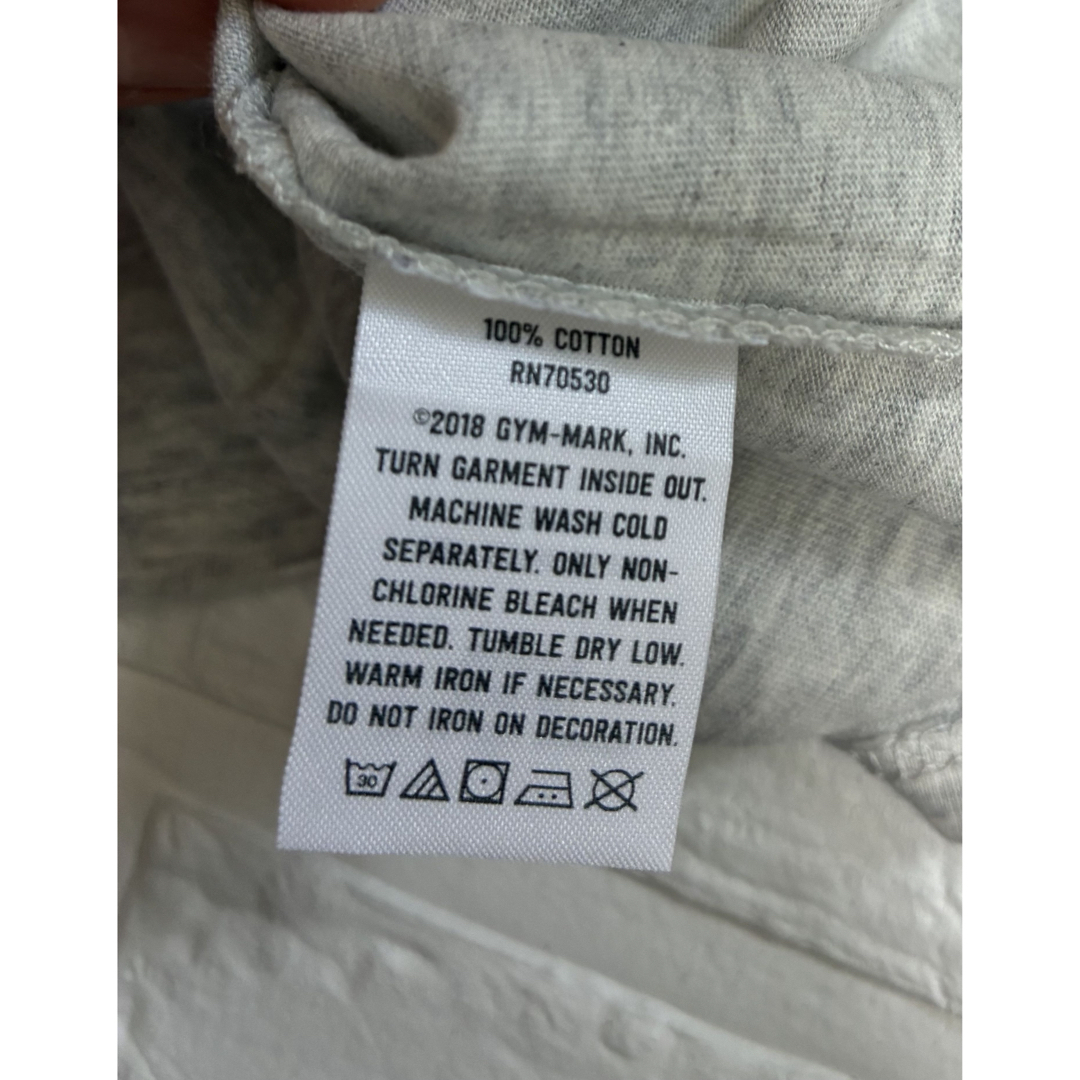 100% COTTON
RN70530
©2018 GYM-MARK, INC.
TURN GARMENT INSIDE OUT.
MACHINE WASH COLD
SEPARATELY. ONLY NON-
CHLORINE BLEACH WHEN
NEEDED. TUMBLE DRY LOW.
WARM IRON IF NECESSARY.
DO NOT IRON ON DECORATION.
30